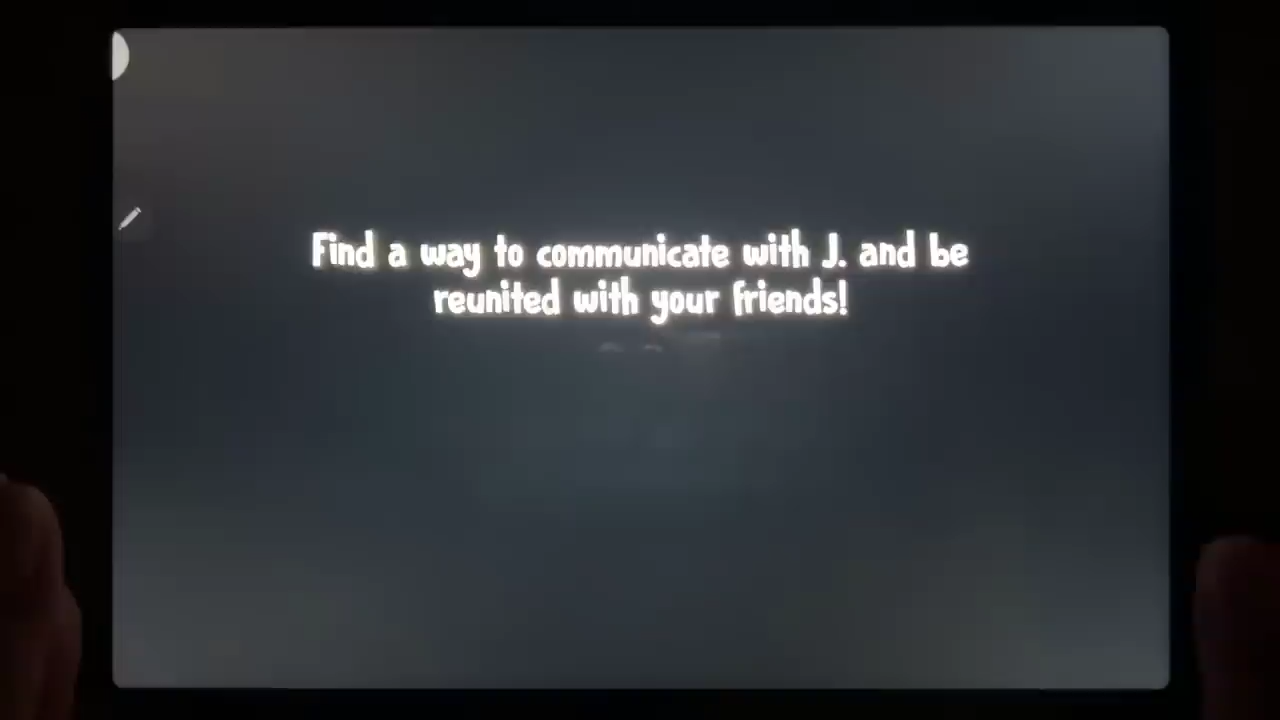 Find a way to communicate with J. and be
reunited with your friends!